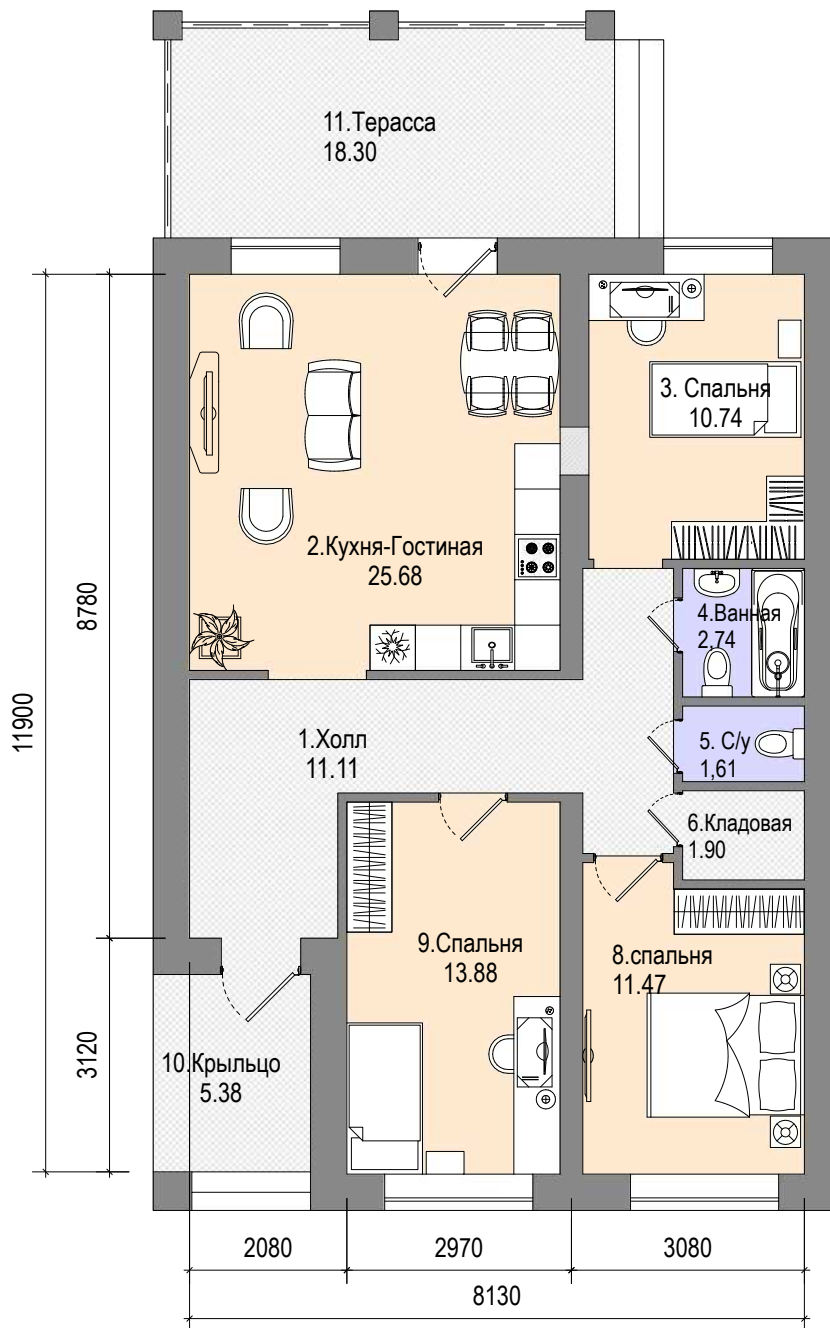 11.Терасса
18.30
3. Спальня
10.74
2.Кухня-Гостиная
25.68
4.Ванная
2.74
8780
11900
1.Холл
11.11
5. С/у
1,61
6.Кладовая
1.90
9.Спальня
13.88
8.спальня
11.47
3120
10.Крыльцо
5.38
2080
2970
3080
8130